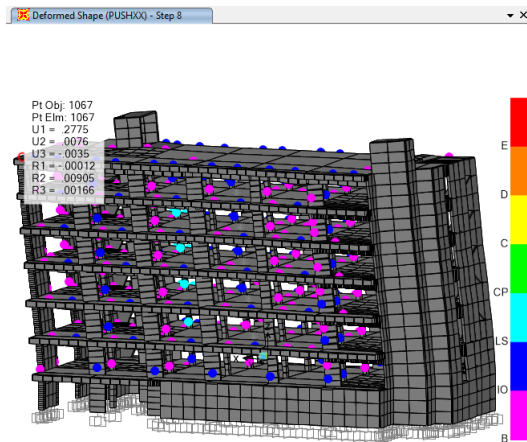 Deformed Shape (PUSHXX) - Step 8
Pt Obj: 1067
Pt Elm: 1067
U1 = .2775
U2 = .0076
U3 = -.0035
R1 = -.00012
R2 = .00905
R3 = .00166
E
D
C
CP
LS
IO
B
X